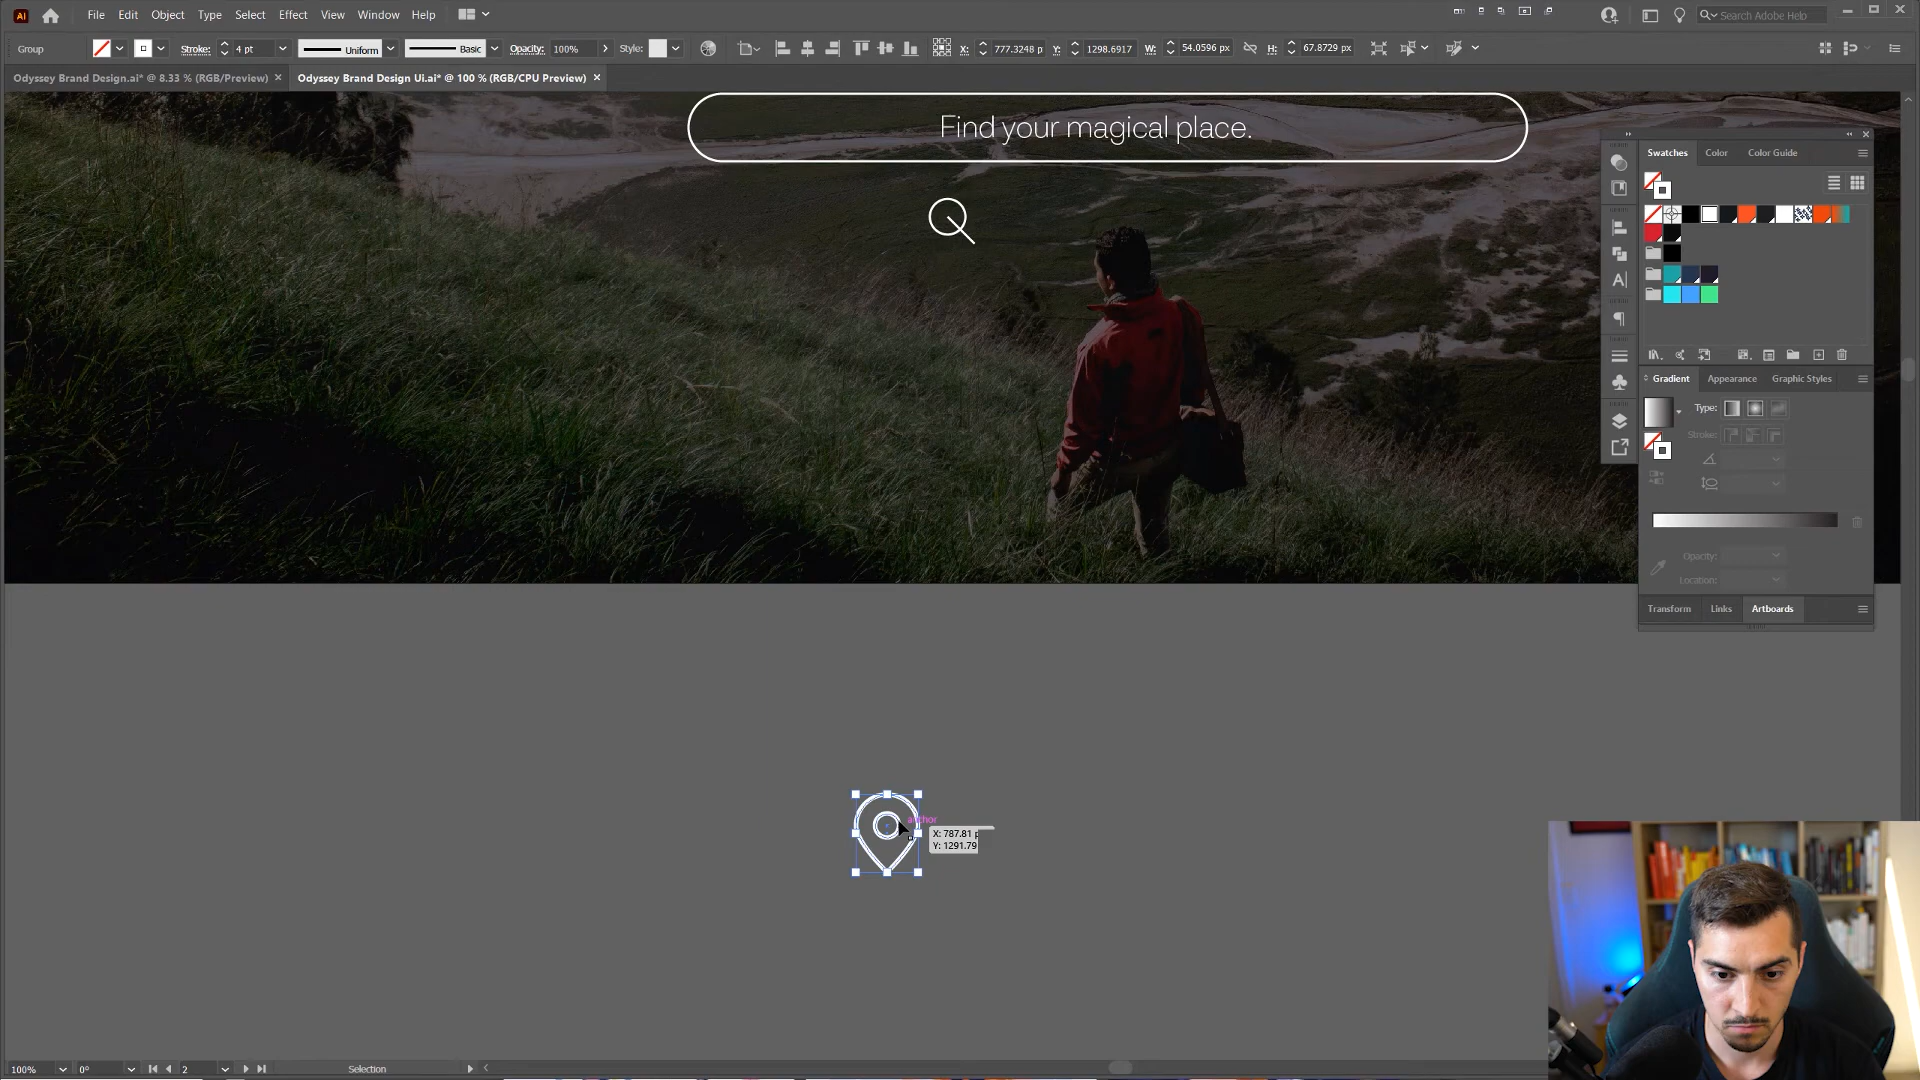 Ai File Edit Object Type Select Effect View Window Help Search Adobe Help
Group Stroke: 4 pt Uniform Basic Opacity: 100% Style: X: 777.3248 p Y: 1298.6917 W: 54.0596 px H: 67.8729 px
Odyssey Brand Design.ai* @ 8.33 % (RGB/Preview) × Odyssey Brand Design Ui.ai* @ 100 % (RGB/CPU Preview) ×
Find your magical place.
Swatches Color Color Guide
Gradient Appearance Graphic Styles
Type:
Stroke:
Opacity:
Location:
Transform Links Artboards
author
X: 787.81 p
Y: 1291.79
100% 0° 2 Selection